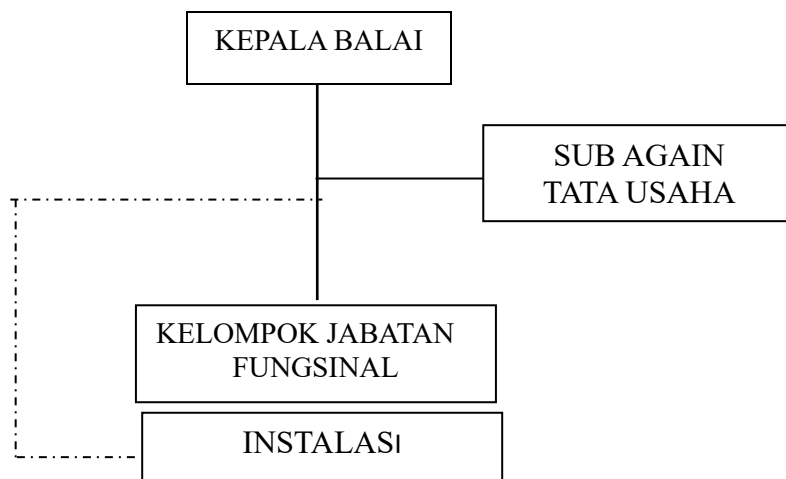 KEPALA BALAI
SUB AGAIN
TATA USAHA
KELOMPOK JABATAN
FUNGSINAL
INSTALASI